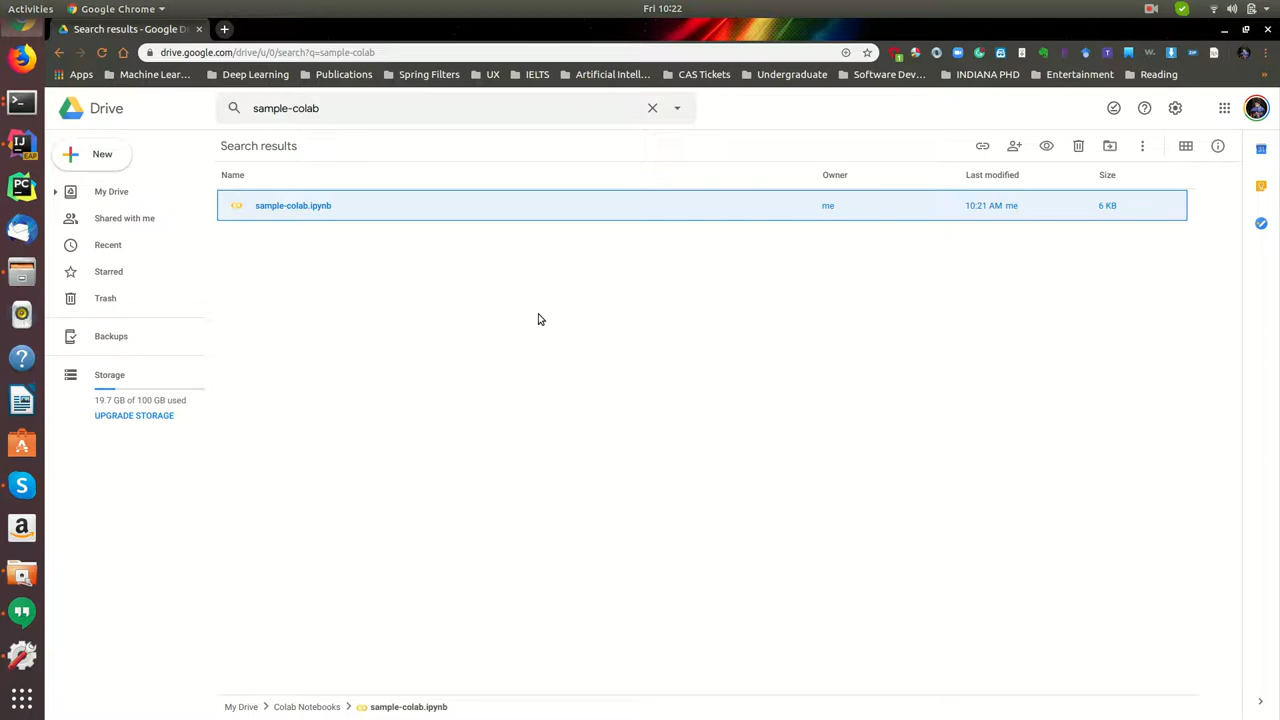 Activities Google Chrome Fri 10:22
Search results - Google D
drive.google.com/drive/u/0/search?q=sample-colab
Apps Machine Lear... Deep Learning Publications Spring Filters UX IELTS Artificial Intell... CAS Tickets Undergraduate Software Dev... INDIANA PHD Entertainment Reading
Drive sample-colab
New
Search results
Name Owner Last modified Size
sample-colab.ipynb me 10:21 AM me 6 KB
My Drive
Shared with me
Recent
Starred
Trash
Backups
Storage
19.7 GB of 100 GB used
UPGRADE STORAGE
My Drive Colab Notebooks sample-colab.ipynb